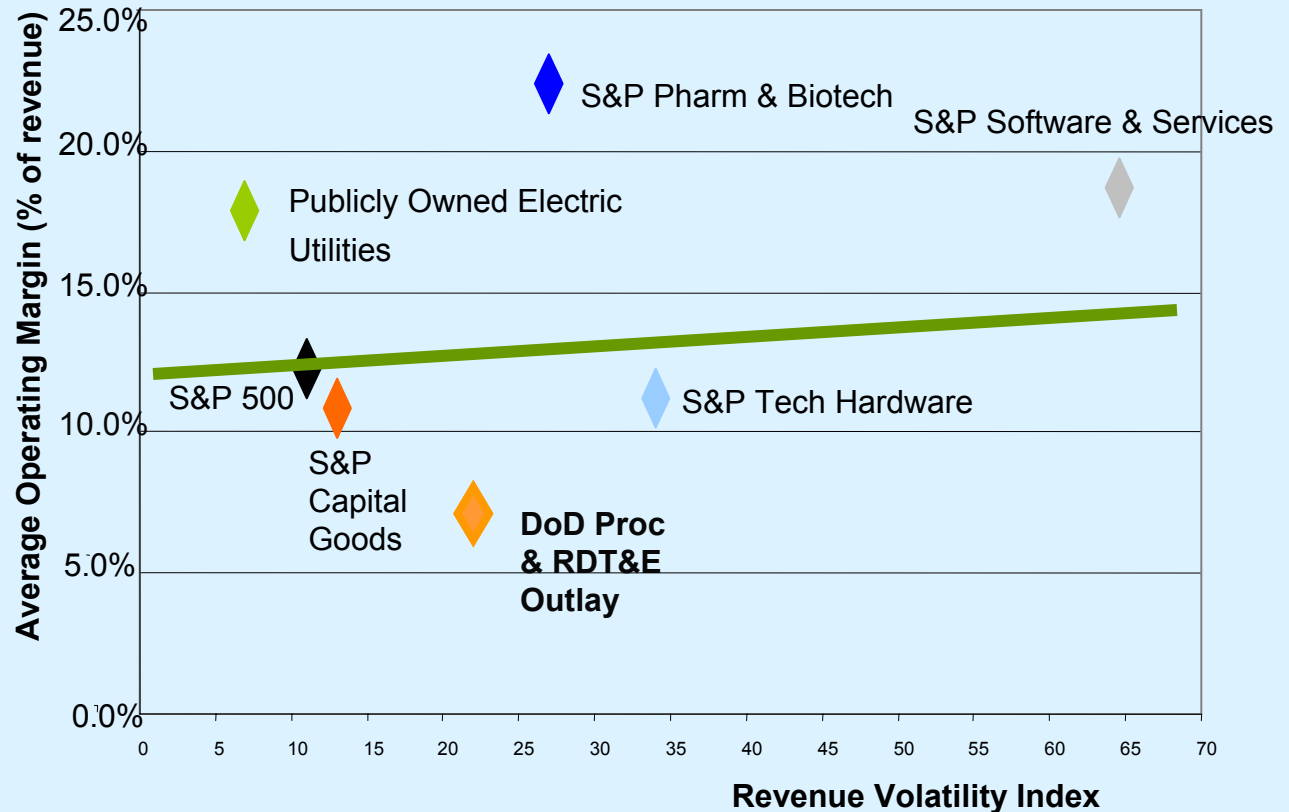 Average Operating Margin (% of revenue)
25.0%
20.0%
15.0%
10.0%
5.0%
0.0%
S&P Pharm & Biotech
S&P Software & Services
Publicly Owned Electric
Utilities
S&P 500
S&P Tech Hardware
S&P
Capital
Goods
DoD Proc
& RDT&E
Outlay
0 5 10 15 20 25 30 35 40 45 50 55 60 65 70
Revenue Volatility Index